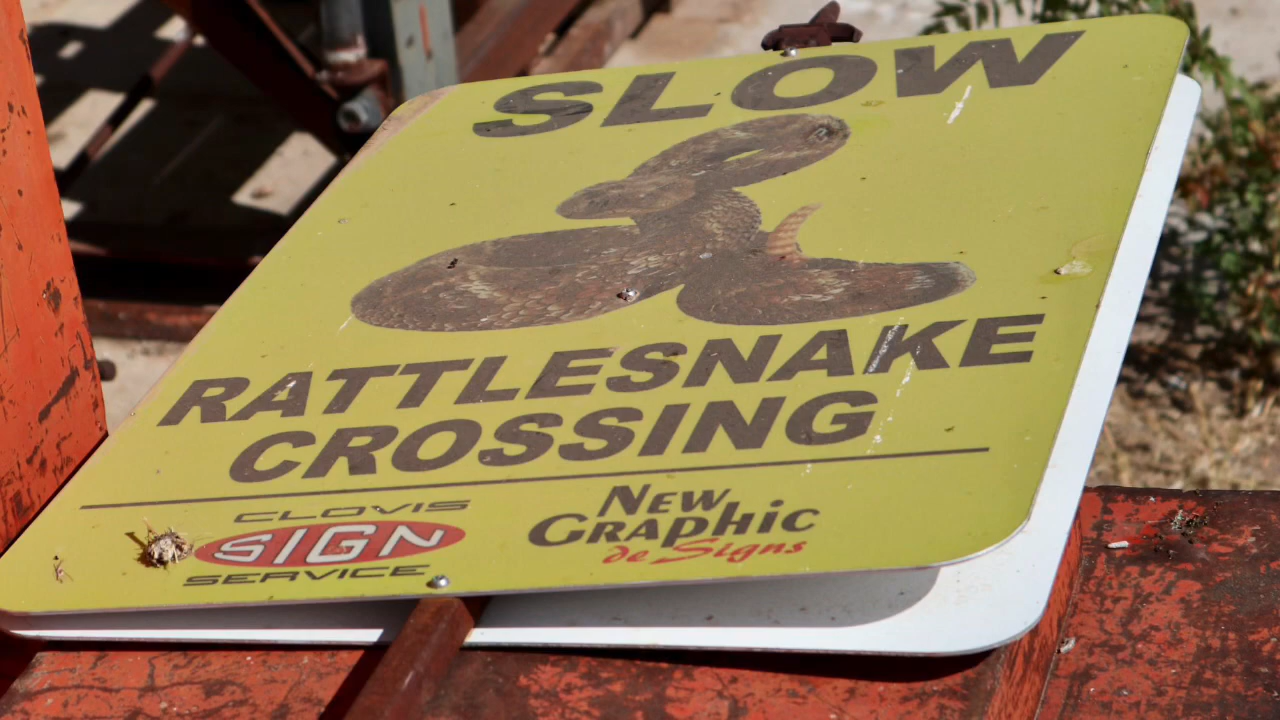 SLOW
RATTLESNAKE
CROSSING
CLOVIS
SIGN
SERVICE
NEW
GRAPHIC
de Signs